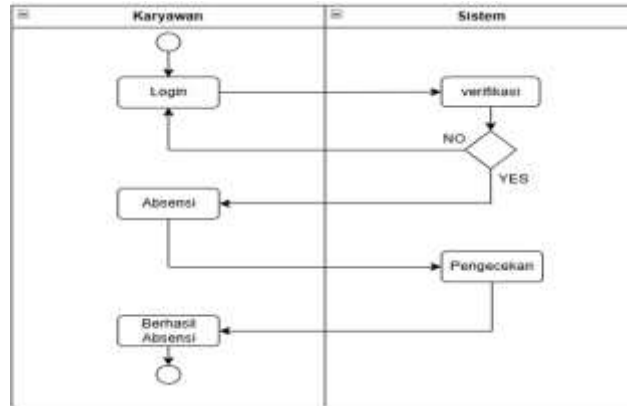 Karyawan
Sistem
Login
verifikasi
NO
YES
Absensi
Pengecekan
Berhasil
Absensi